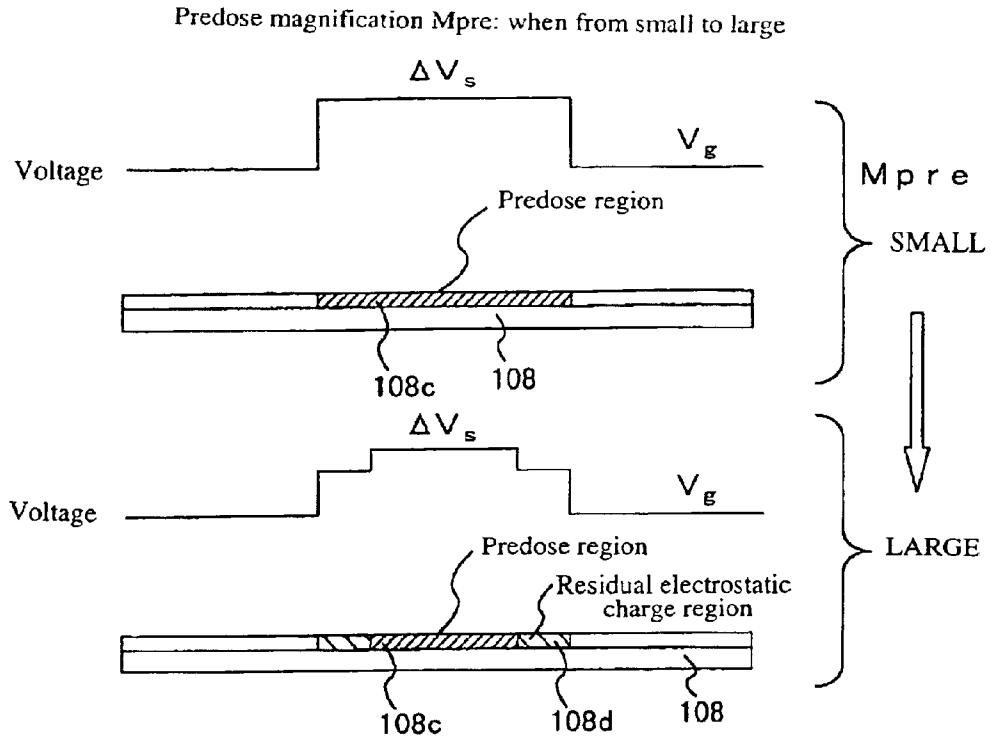 Predose magnification Mpre: when from small to large
ΔVs
Voltage
Vg
Mpre
Predose region
SMALL
108c
108
ΔVs
Voltage
Vg
Predose region
LARGE
Residual electrostatic
charge region
108c
108d
108